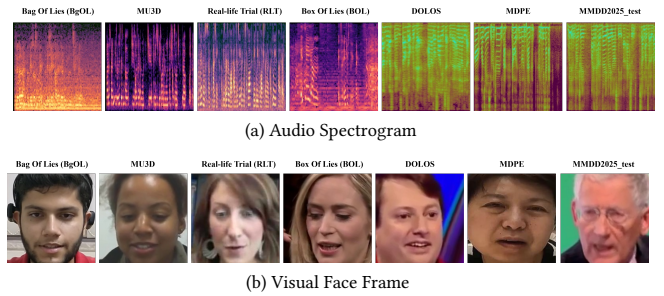 Bag of Lies (BgOL) MU3D Real-life Trial (RLT) Box of Lies (BOL) DOLOS MDPE MMDD2025_test
(a) Audio Spectrogram
Bag Of Lies (BgOL) MU3D Real-life Trial (RLT) Box Of Lies (BOL) DOLOS MDPE MMDD2025_test
(b) Visual Face Frame